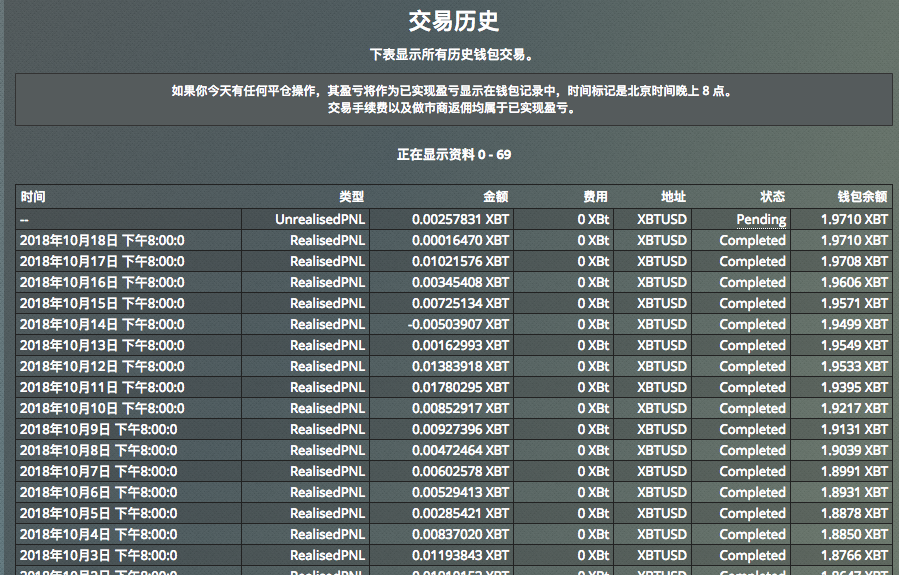 交易历史
下表显示所有历史钱包交易。
如果你今天有任何平仓操作，其盈亏将作为已实现盈亏显示在钱包记录中，时间标记是北京时间晚上 8 点。
交易手续费以及做市商返佣均属于已实现盈亏。
正在显示资料 0 - 69
时间 类型 金额 费用 地址 状态 钱包余额
-- UnrealisedPNL 0.00257831 XBT 0 XBt XBTUSD Pending 1.9710 XBT
2018年10月18日 下午8:00:0 RealisedPNL 0.00016470 XBT 0 XBt XBTUSD Completed 1.9710 XBT
2018年10月17日 下午8:00:0 RealisedPNL 0.01021576 XBT 0 XBt XBTUSD Completed 1.9708 XBT
2018年10月16日 下午8:00:0 RealisedPNL 0.00345408 XBT 0 XBt XBTUSD Completed 1.9606 XBT
2018年10月15日 下午8:00:0 RealisedPNL 0.00725134 XBT 0 XBt XBTUSD Completed 1.9571 XBT
2018年10月14日 下午8:00:0 RealisedPNL -0.00503907 XBT 0 XBt XBTUSD Completed 1.9499 XBT
2018年10月13日 下午8:00:0 RealisedPNL 0.00162993 XBT 0 XBt XBTUSD Completed 1.9549 XBT
2018年10月12日 下午8:00:0 RealisedPNL 0.01383918 XBT 0 XBt XBTUSD Completed 1.9533 XBT
2018年10月11日 下午8:00:0 RealisedPNL 0.01780295 XBT 0 XBt XBTUSD Completed 1.9395 XBT
2018年10月10日 下午8:00:0 RealisedPNL 0.00852917 XBT 0 XBt XBTUSD Completed 1.9217 XBT
2018年10月9日 下午8:00:0 RealisedPNL 0.00927396 XBT 0 XBt XBTUSD Completed 1.9131 XBT
2018年10月8日 下午8:00:0 RealisedPNL 0.00472464 XBT 0 XBt XBTUSD Completed 1.9039 XBT
2018年10月7日 下午8:00:0 RealisedPNL 0.00602578 XBT 0 XBt XBTUSD Completed 1.8991 XBT
2018年10月6日 下午8:00:0 RealisedPNL 0.00529413 XBT 0 XBt XBTUSD Completed 1.8931 XBT
2018年10月5日 下午8:00:0 RealisedPNL 0.00285421 XBT 0 XBt XBTUSD Completed 1.8878 XBT
2018年10月4日 下午8:00:0 RealisedPNL 0.00837020 XBT 0 XBt XBTUSD Completed 1.8850 XBT
2018年10月3日 下午8:00:0 RealisedPNL 0.01193843 XBT 0 XBt XBTUSD Completed 1.8766 XBT